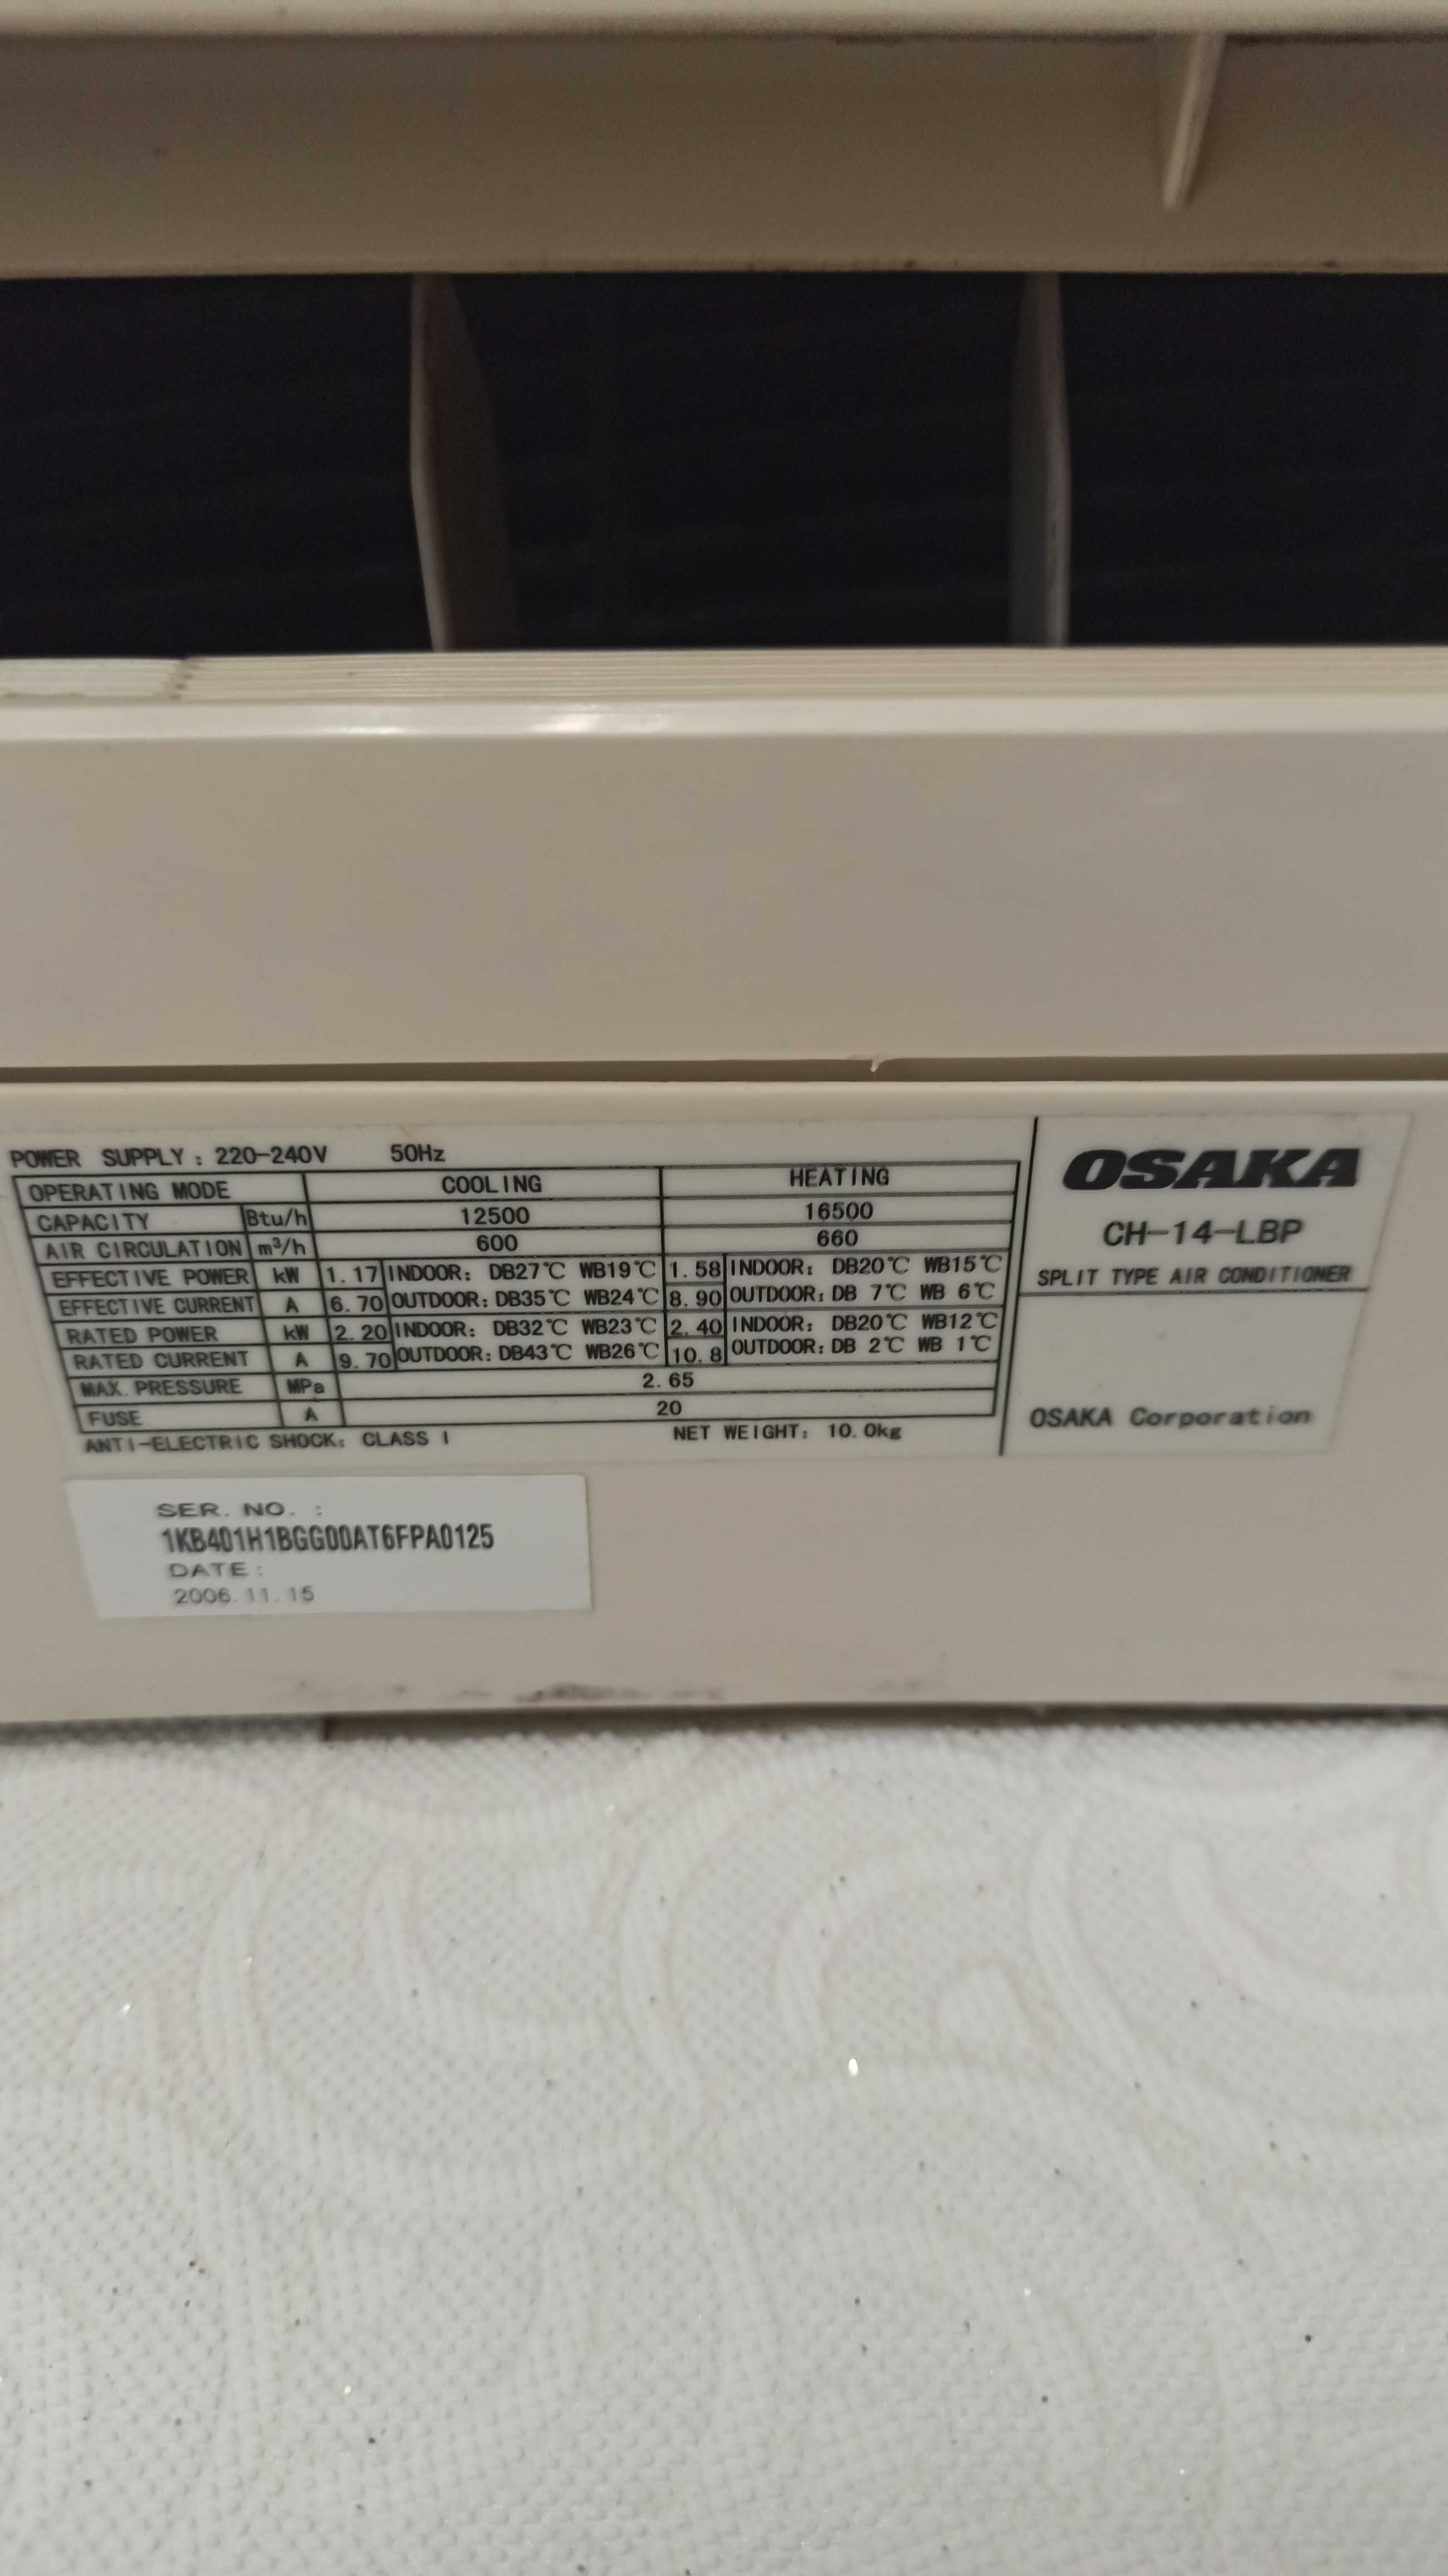 POWER SUPPLY: 220-240V 50Hz
OPERATING MODE COOLING HEATING
CAPACITY Btu/h 12500 16500
AIR CIRCULATION m³/h 600 660
EFFECTIVE POWER kW 1.17 INDOOR: DB27℃ WB19℃ 1.58 INDOOR: DB20℃ WB15℃
EFFECTIVE CURRENT A 6.70 OUTDOOR: DB35℃ WB24℃ 8.90 OUTDOOR: DB 7℃ WB 6℃
RATED POWER kW 2.20 INDOOR: DB32℃ WB23℃ 2.40 INDOOR: DB20℃ WB12℃
RATED CURRENT A 9.70 OUTDOOR: DB43℃ WB26℃ 10.8 OUTDOOR: DB 2℃ WB 1℃
MAX. PRESSURE MPa 2.65
FUSE A 20
ANTI-ELECTRIC SHOCK: CLASS I NET WEIGHT: 10.0kg
OSAKA
CH-14-LBP
SPLIT TYPE AIR CONDITIONER
OSAKA Corporation
SER. NO. :
1KB401H1BGG00AT6FPA0125
DATE:
2006.11.15